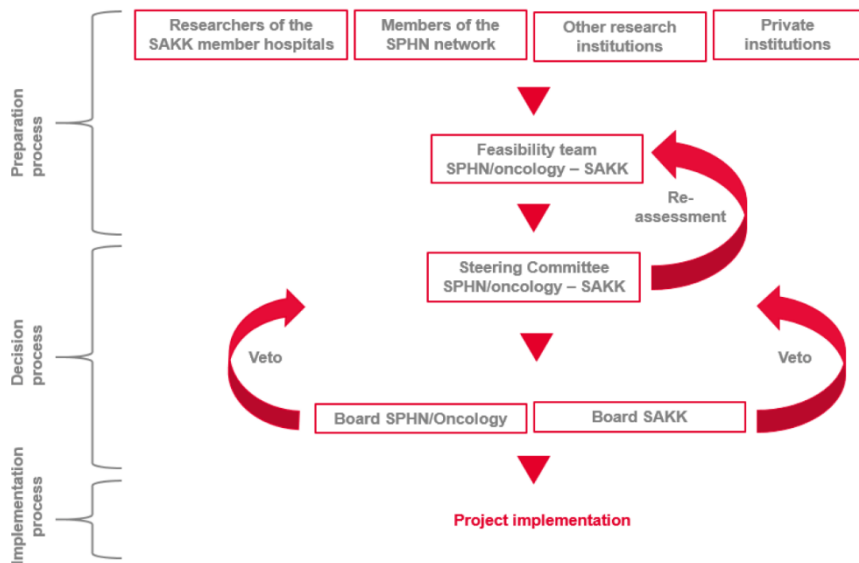 Researchers of the
SAKK member hospitals
Members of the
SPHN network
Other research
institutions
Private
institutions
Preparation
process
Feasibility team
SPHN/oncology – SAKK
Re-
assessment
Steering Committee
SPHN/oncology – SAKK
Decision
process
Veto
Veto
Board SPHN/Oncology
Board SAKK
Implementation
process
Project implementation